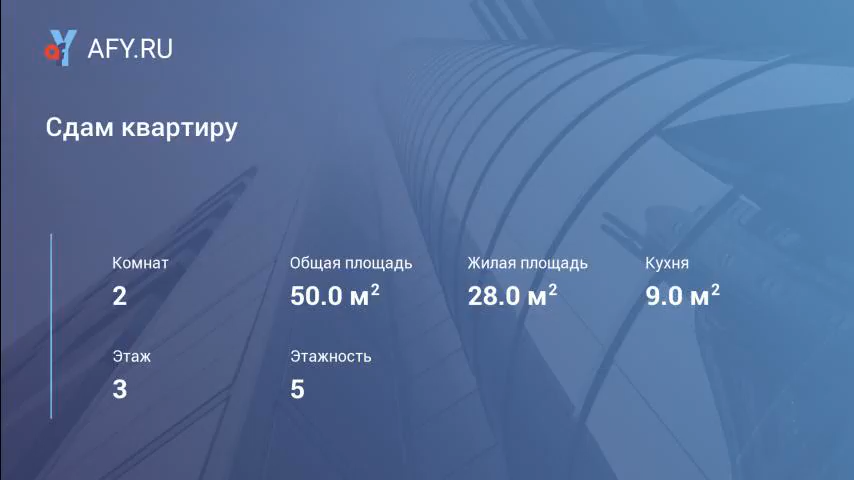 AFY.RU
Сдам квартиру
Комнат
2
Общая площадь
50.0 м²
Жилая площадь
28.0 м²
Кухня
9.0 м²
Этаж
3
Этажность
5